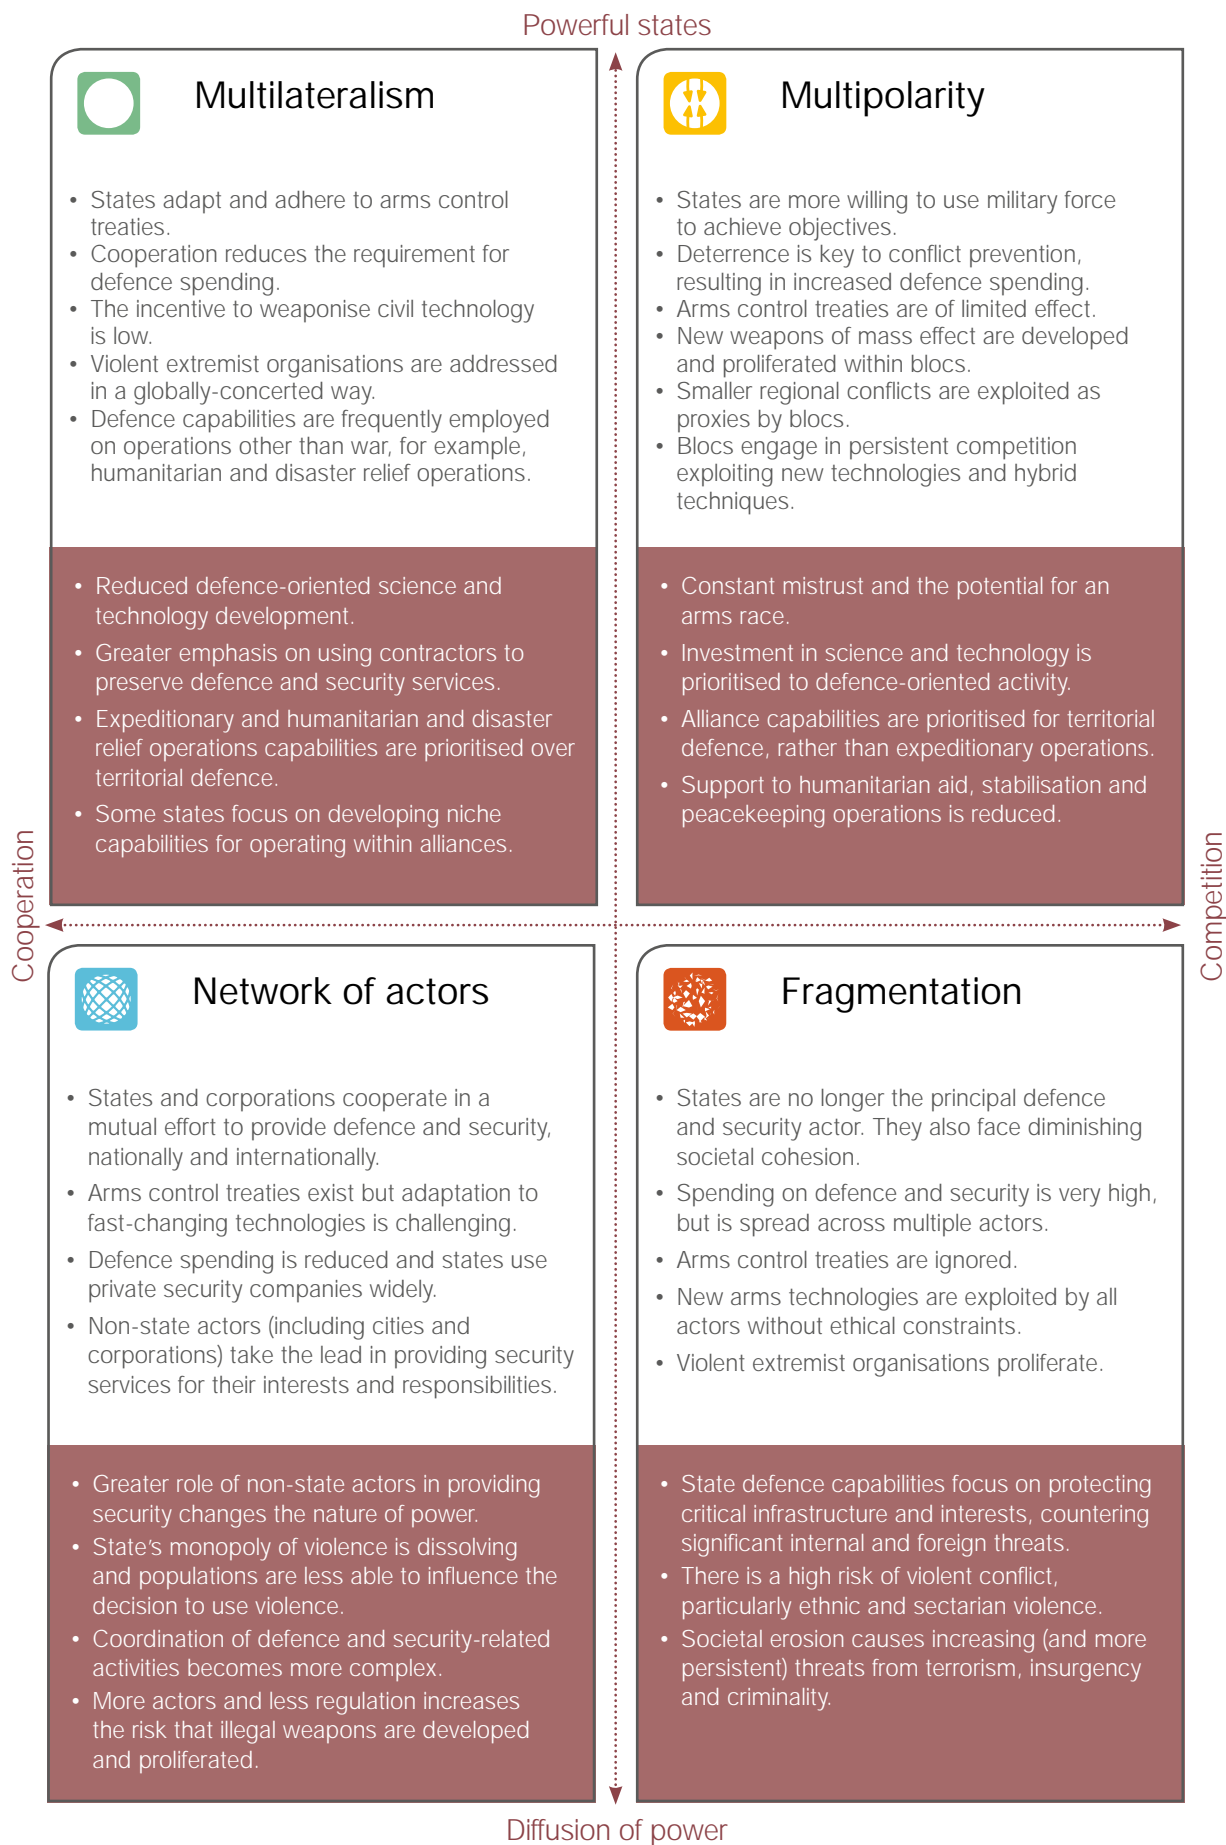 Powerful states
Multilateralism
• States adapt and adhere to arms control
treaties.
• Cooperation reduces the requirement for
defence spending.
• The incentive to weaponise civil technology
is low.
• Violent extremist organisations are addressed
in a globally-concerted way.
• Defence capabilities are frequently employed
on operations other than war, for example,
humanitarian and disaster relief operations.
• Reduced defence-oriented science and
technology development.
• Greater emphasis on using contractors to
preserve defence and security services.
• Expeditionary and humanitarian and disaster
relief operations capabilities are prioritised over
territorial defence.
• Some states focus on developing niche
capabilities for operating within alliances.
Multipolarity
• States are more willing to use military force
to achieve objectives.
• Deterrence is key to conflict prevention,
resulting in increased defence spending.
• Arms control treaties are of limited effect.
• New weapons of mass effect are developed
and proliferated within blocs.
• Smaller regional conflicts are exploited as
proxies by blocs.
• Blocs engage in persistent competition
exploiting new technologies and hybrid
techniques.
• Constant mistrust and the potential for an
arms race.
• Investment in science and technology is
prioritised to defence-oriented activity.
• Alliance capabilities are prioritised for territorial
defence, rather than expeditionary operations.
• Support to humanitarian aid, stabilisation and
peacekeeping operations is reduced.
Cooperation
Competition
Network of actors
• States and corporations cooperate in a
mutual effort to provide defence and security,
nationally and internationally.
• Arms control treaties exist but adaptation to
fast-changing technologies is challenging.
• Defence spending is reduced and states use
private security companies widely.
• Non-state actors (including cities and
corporations) take the lead in providing security
services for their interests and responsibilities.
• Greater role of non-state actors in providing
security changes the nature of power.
• State's monopoly of violence is dissolving
and populations are less able to influence the
decision to use violence.
• Coordination of defence and security-related
activities becomes more complex.
• More actors and less regulation increases
the risk that illegal weapons are developed
and proliferated.
Fragmentation
• States are no longer the principal defence
and security actor. They also face diminishing
societal cohesion.
• Spending on defence and security is very high,
but is spread across multiple actors.
• Arms control treaties are ignored.
• New arms technologies are exploited by all
actors without ethical constraints.
• Violent extremist organisations proliferate.
• State defence capabilities focus on protecting
critical infrastructure and interests, countering
significant internal and foreign threats.
• There is a high risk of violent conflict,
particularly ethnic and sectarian violence.
• Societal erosion causes increasing (and more
persistent) threats from terrorism, insurgency
and criminality.
Diffusion of power